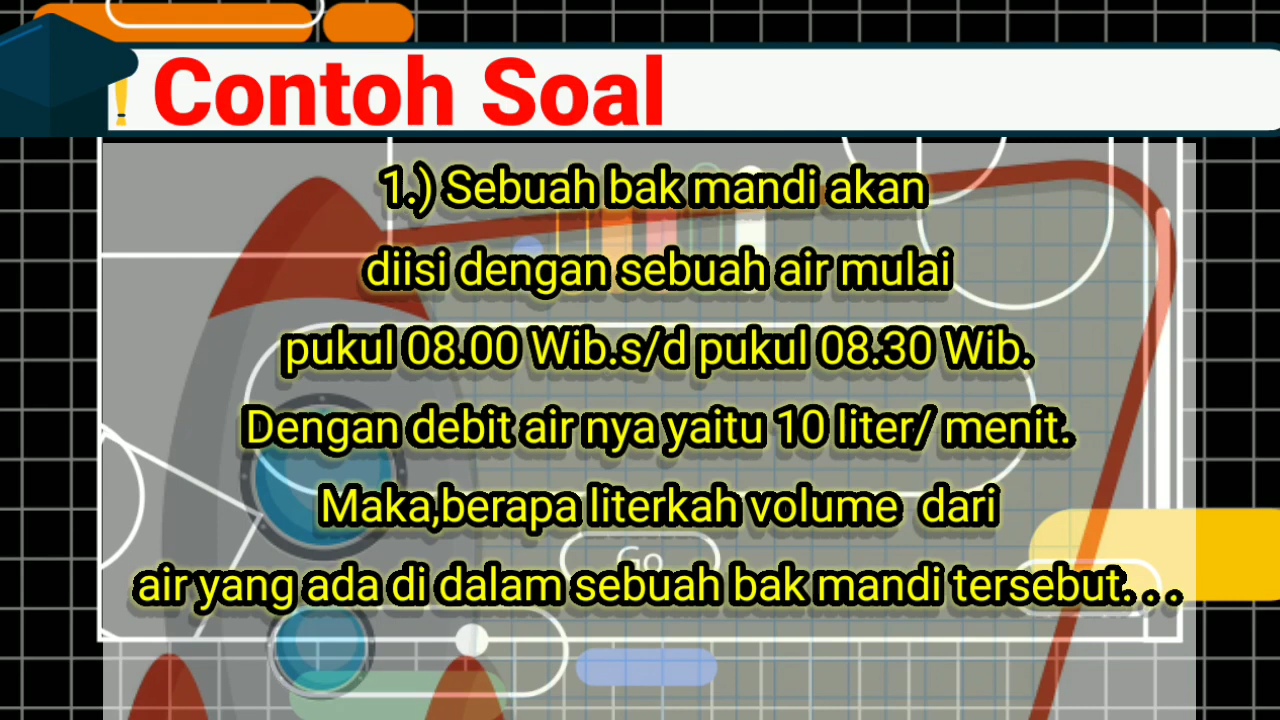 Contoh Soal
1.) Sebuah bak mandi akan
diisi dengan sebuah air mulai
pukul 08.00 Wib.s/d pukul 08.30 Wib.
Dengan debit air nya yaitu 10 liter/ menit.
Maka,berapa literkah volume dari
Go
air yang ada di dalam sebuah bak mandi tersebut. . .